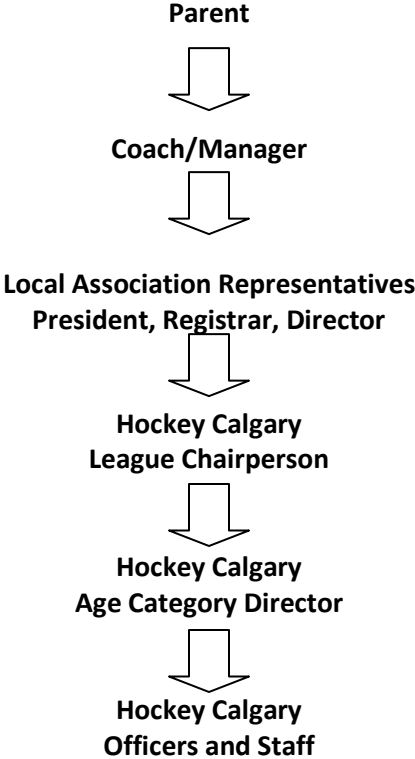 Parent
Coach/Manager
Local Association Representatives
President, Registrar, Director
Hockey Calgary
League Chairperson
Hockey Calgary
Age Category Director
Hockey Calgary
Officers and Staff